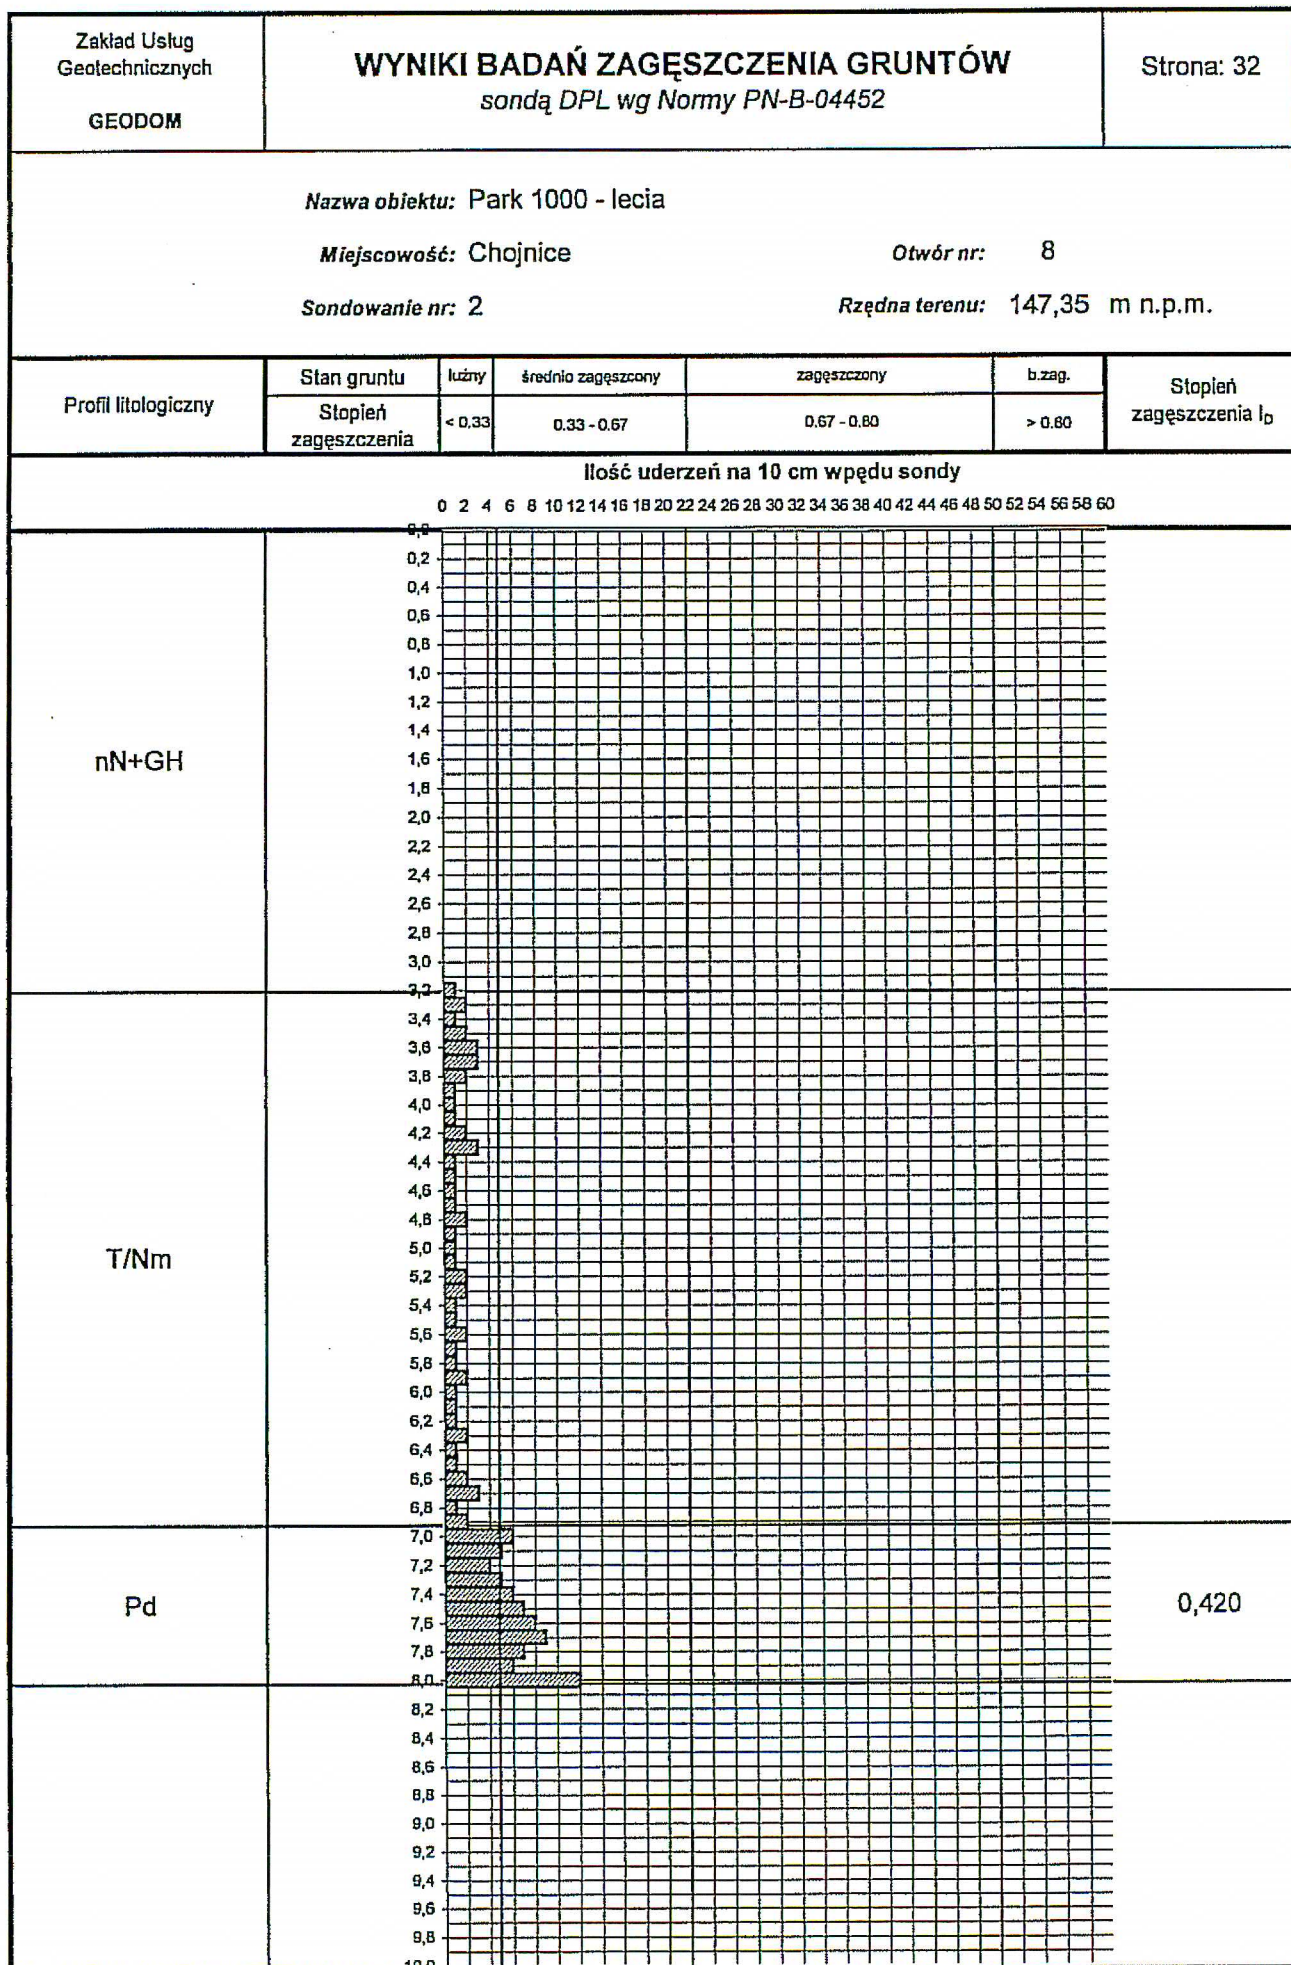 Zakład Usług
Geotechnicznych
GEODOM
WYNIKI BADAŃ ZAGĘSZCZENIA GRUNTÓW
sondą DPL wg Normy PN-B-04452
Strona: 32
Nazwa obiektu: Park 1000 - lecia
Miejscowość: Chojnice
Otwór nr: 8
Sondowanie nr: 2
Rzędna terenu: 147,35 m n.p.m.
Profil litologiczny
Stan gruntu
luźny
średnio zagęszcony
zagęszczony
b.zag.
Stopień
zagęszczenia
< 0,33
0.33 - 0.67
0.67 - 0.80
> 0.80
Stopień
zagęszczenia ID
Ilość uderzeń na 10 cm wpędu sondy
0 2 4 6 8 10 12 14 16 18 20 22 24 26 28 30 32 34 36 38 40 42 44 46 48 50 52 54 56 58 60
0,0
0,2
0,4
0,6
0,8
1,0
1,2
1,4
1,6
1,8
2,0
2,2
2,4
2,6
2,8
3,0
3,2
3,4
3,6
3,8
4,0
4,2
4,4
4,6
4,8
5,0
5,2
5,4
5,6
5,8
6,0
6,2
6,4
6,6
6,8
7,0
7,2
7,4
7,6
7,8
8,0
8,2
8,4
8,6
8,8
9,0
9,2
9,4
9,6
9,8
10,0
nN+GH
T/Nm
Pd
0,420